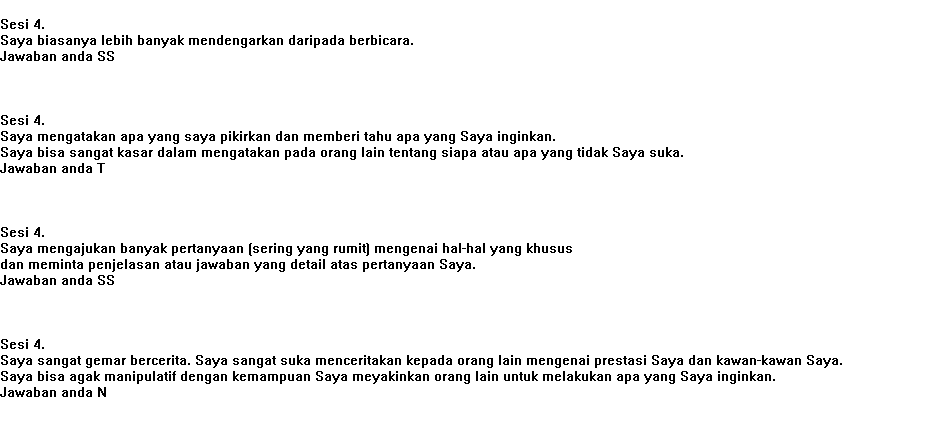 Sesi 4.
Saya biasanya lebih banyak mendengarkan daripada berbicara.
Jawaban anda SS
Sesi 4.
Saya mengatakan apa yang saya pikirkan dan memberi tahu apa yang Saya inginkan.
Saya bisa sangat kasar dalam mengatakan pada orang lain tentang siapa atau apa yang tidak Saya suka.
Jawaban anda T
Sesi 4.
Saya mengajukan banyak pertanyaan (sering yang rumit) mengenai hal-hal yang khusus
dan meminta penjelasan atau jawaban yang detail atas pertanyaan Saya.
Jawaban anda SS
Sesi 4.
Saya sangat gemar bercerita. Saya sangat suka menceritakan kepada orang lain mengenai prestasi Saya dan kawan-kawan Saya.
Saya bisa agak manipulatif dengan kemampuan Saya meyakinkan orang lain untuk melakukan apa yang Saya inginkan.
Jawaban anda N